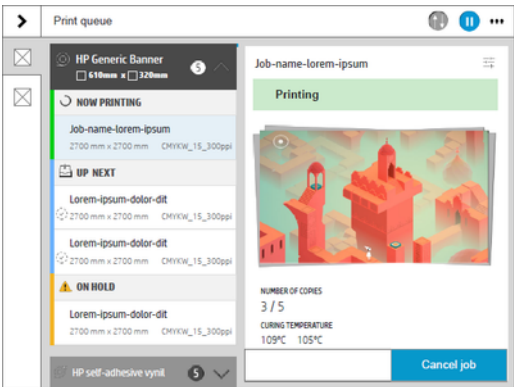 Print queue
HP Generic Banner
610mm x 320mm
5
NOW PRINTING
Job-name-lorem-ipsum
2700 mm x 2700 mm CMYKW_15_300ppi
UP NEXT
Lorem-ipsum-dolor-dit
2700 mm x 2700 mm CMYKW_15_300ppi
Lorem-ipsum-dolor-dit
2700 mm x 2700 mm CMYKW_15_300ppi
ON HOLD
Lorem-ipsum-dolor-dit
2700 mm x 2700 mm CMYKW_15_300ppi
HP self-adhesive vynil
5
Job-name-lorem-ipsum
Printing
NUMBER OF COPIES
3 / 5
CURING TEMPERATURE
109ºC 105ºC
Cancel job